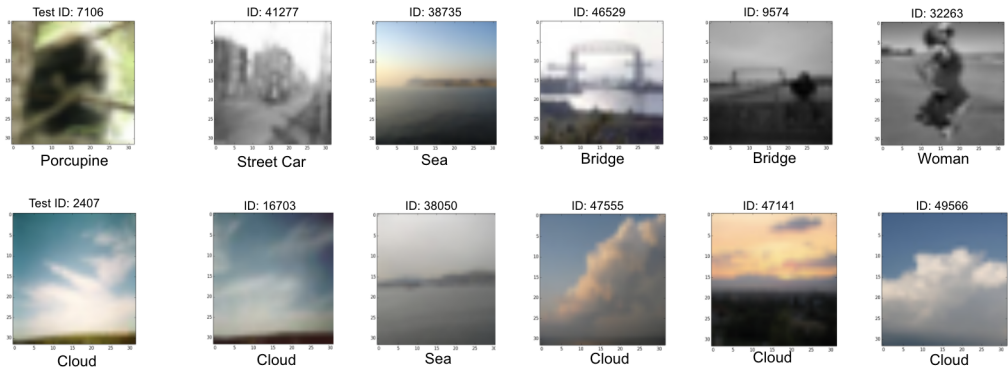 Test ID: 7106
ID: 41277
ID: 38735
ID: 46529
ID: 9574
ID: 32263
Porcupine
Street Car
Sea
Bridge
Bridge
Woman
Test ID: 2407
ID: 16703
ID: 38050
ID: 47555
ID: 47141
ID: 49566
Cloud
Cloud
Sea
Cloud
Cloud
Cloud